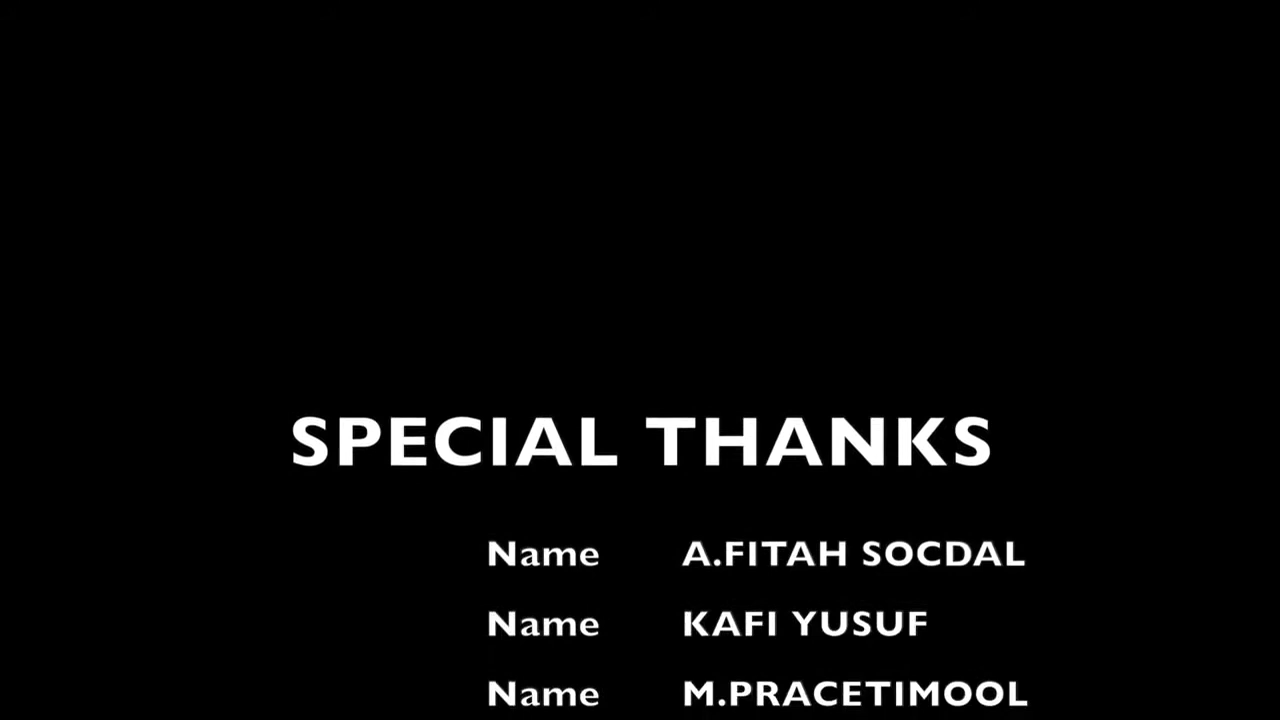 SPECIAL THANKS
Name A.FITAH SOCDAL
Name KAFI YUSUF
Name M.PRACETIMOOL